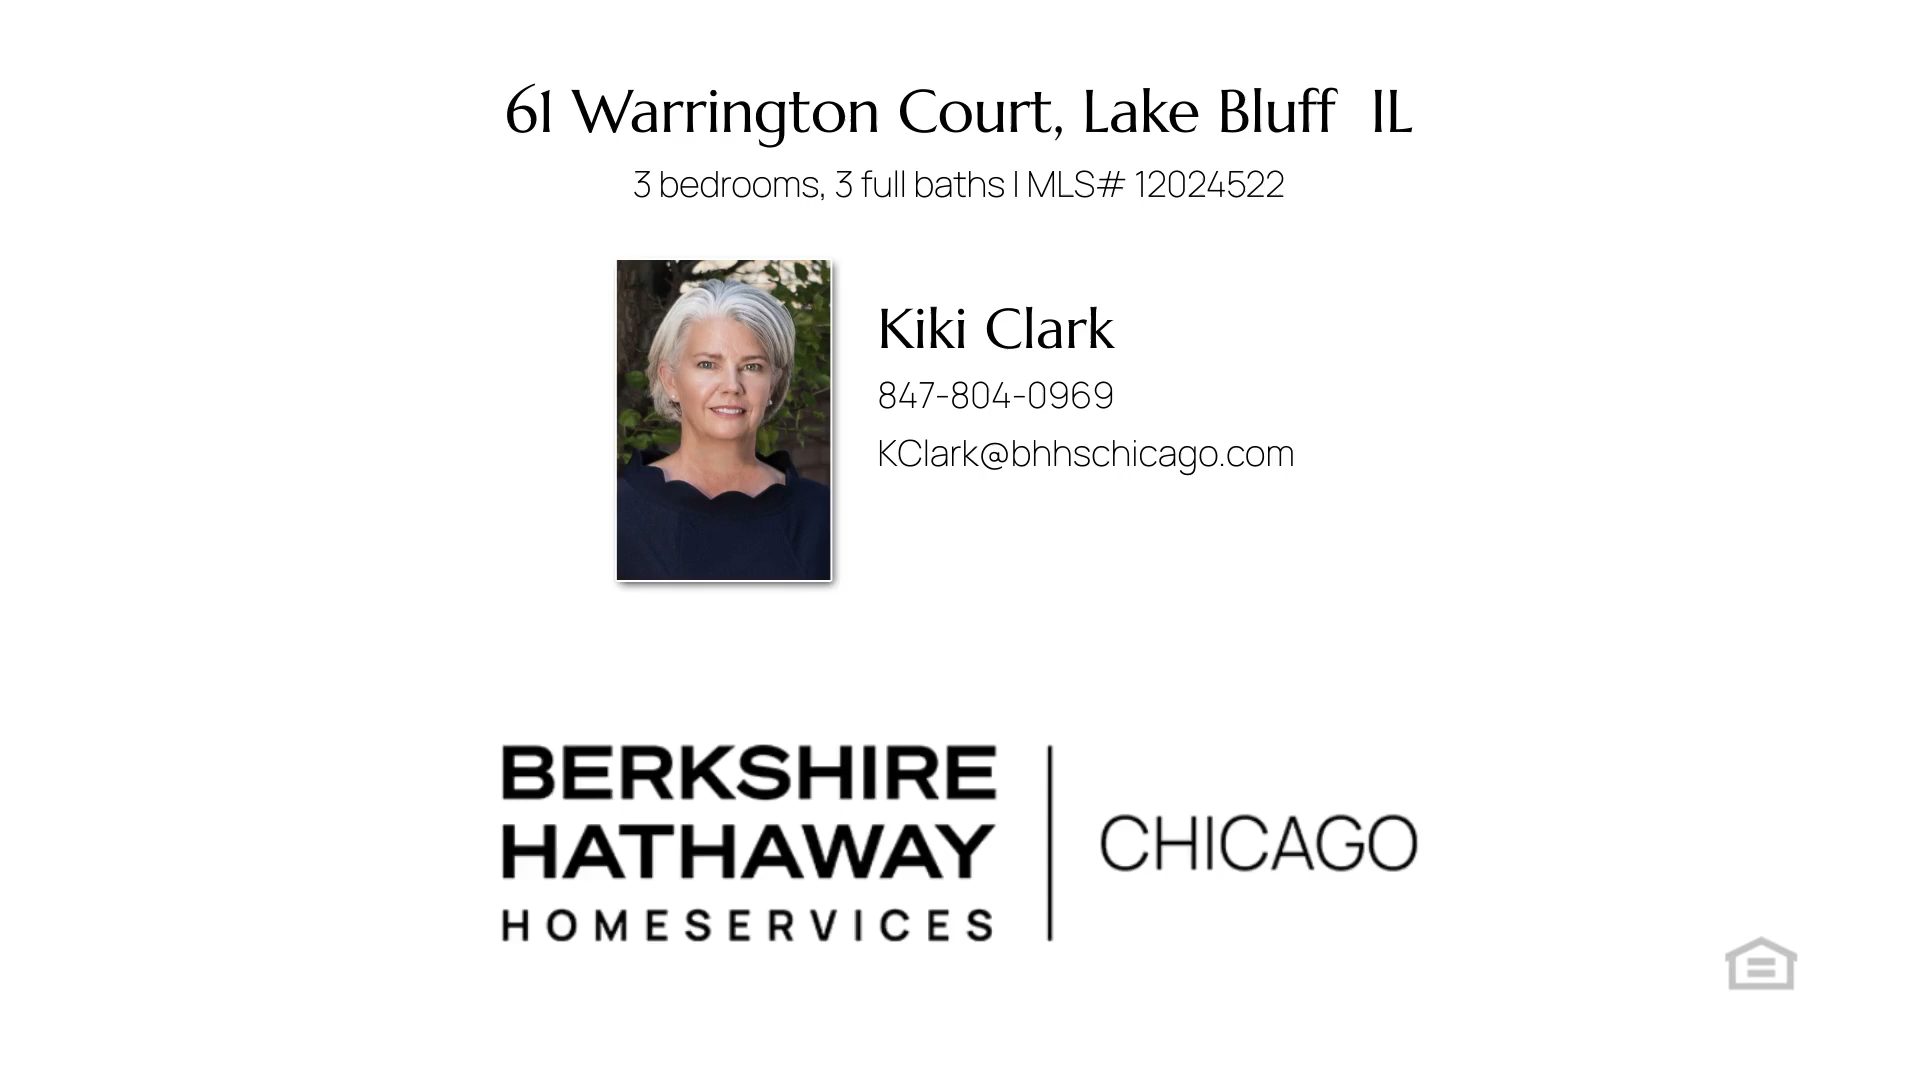 61 Warrington Court, Lake Bluff  IL
3 bedrooms, 3 full baths | MLS# 12024522
Kiki Clark
847-804-0969
KClark@bhhschicago.com
BERKSHIRE
HATHAWAY
HOMESERVICES
CHICAGO